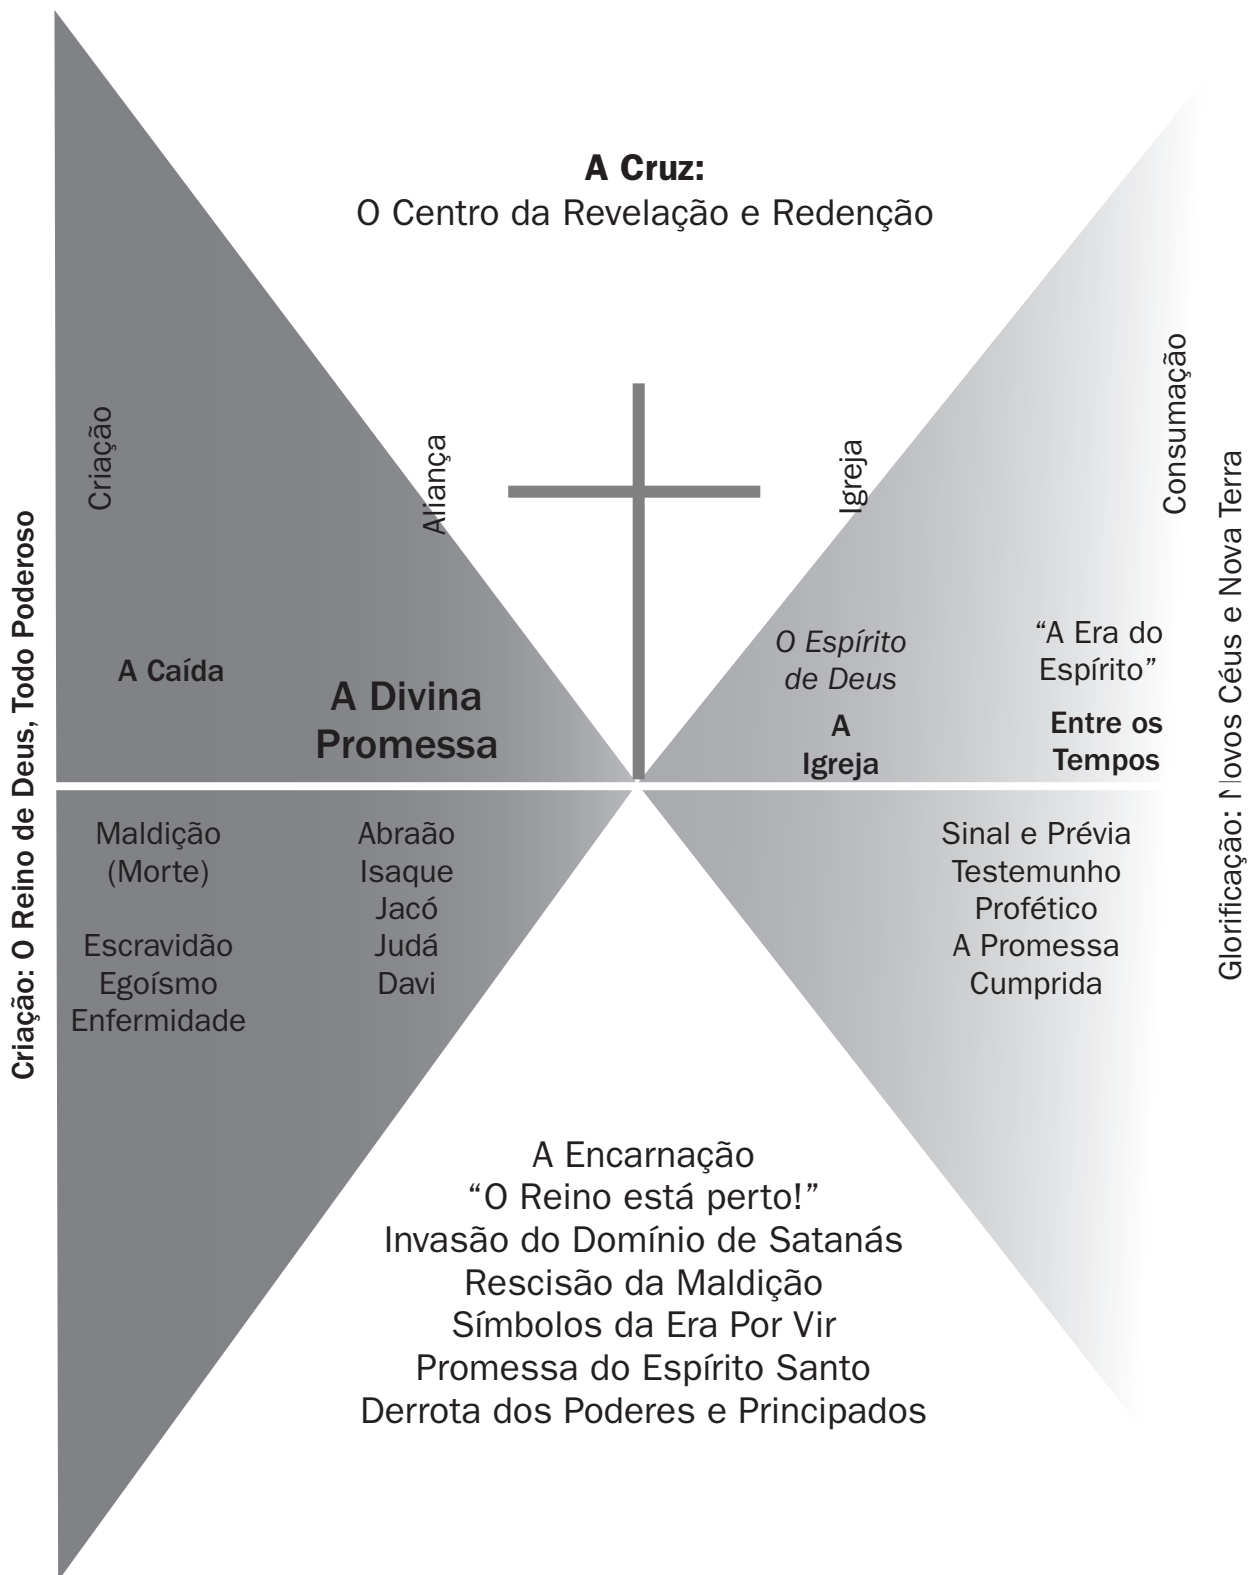 A Cruz:
O Centro da Revelação e Redenção
Criação: O Reino de Deus, Todo Poderoso
Criação
Aliança
Igreja
Consumação
Glorificação: Novos Céus e Nova Terra
A Caída
A Divina
Promessa
O Espírito
de Deus
A
Igreja
“A Era do
Espírito”
Entre os
Tempos
Maldição
(Morte)
Escravidão
Egoísmo
Enfermidade
Abraão
Isaque
Jacó
Judá
Davi
Sinal e Prévia
Testemunho
Profético
A Promessa
Cumprida
A Encarnação
“O Reino está perto!”
Invasão do Domínio de Satanás
Rescisão da Maldição
Símbolos da Era Por Vir
Promessa do Espírito Santo
Derrota dos Poderes e Principados